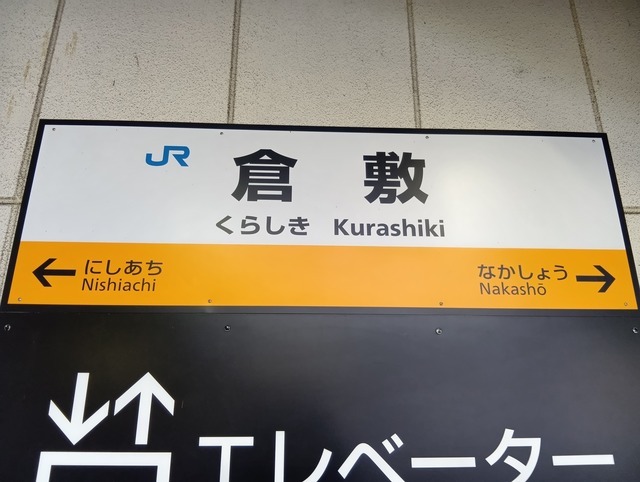 JR 倉敷
くらしき Kurashiki
← にしあち なかしょう →
Nishiachi Nakashō
エレベーター